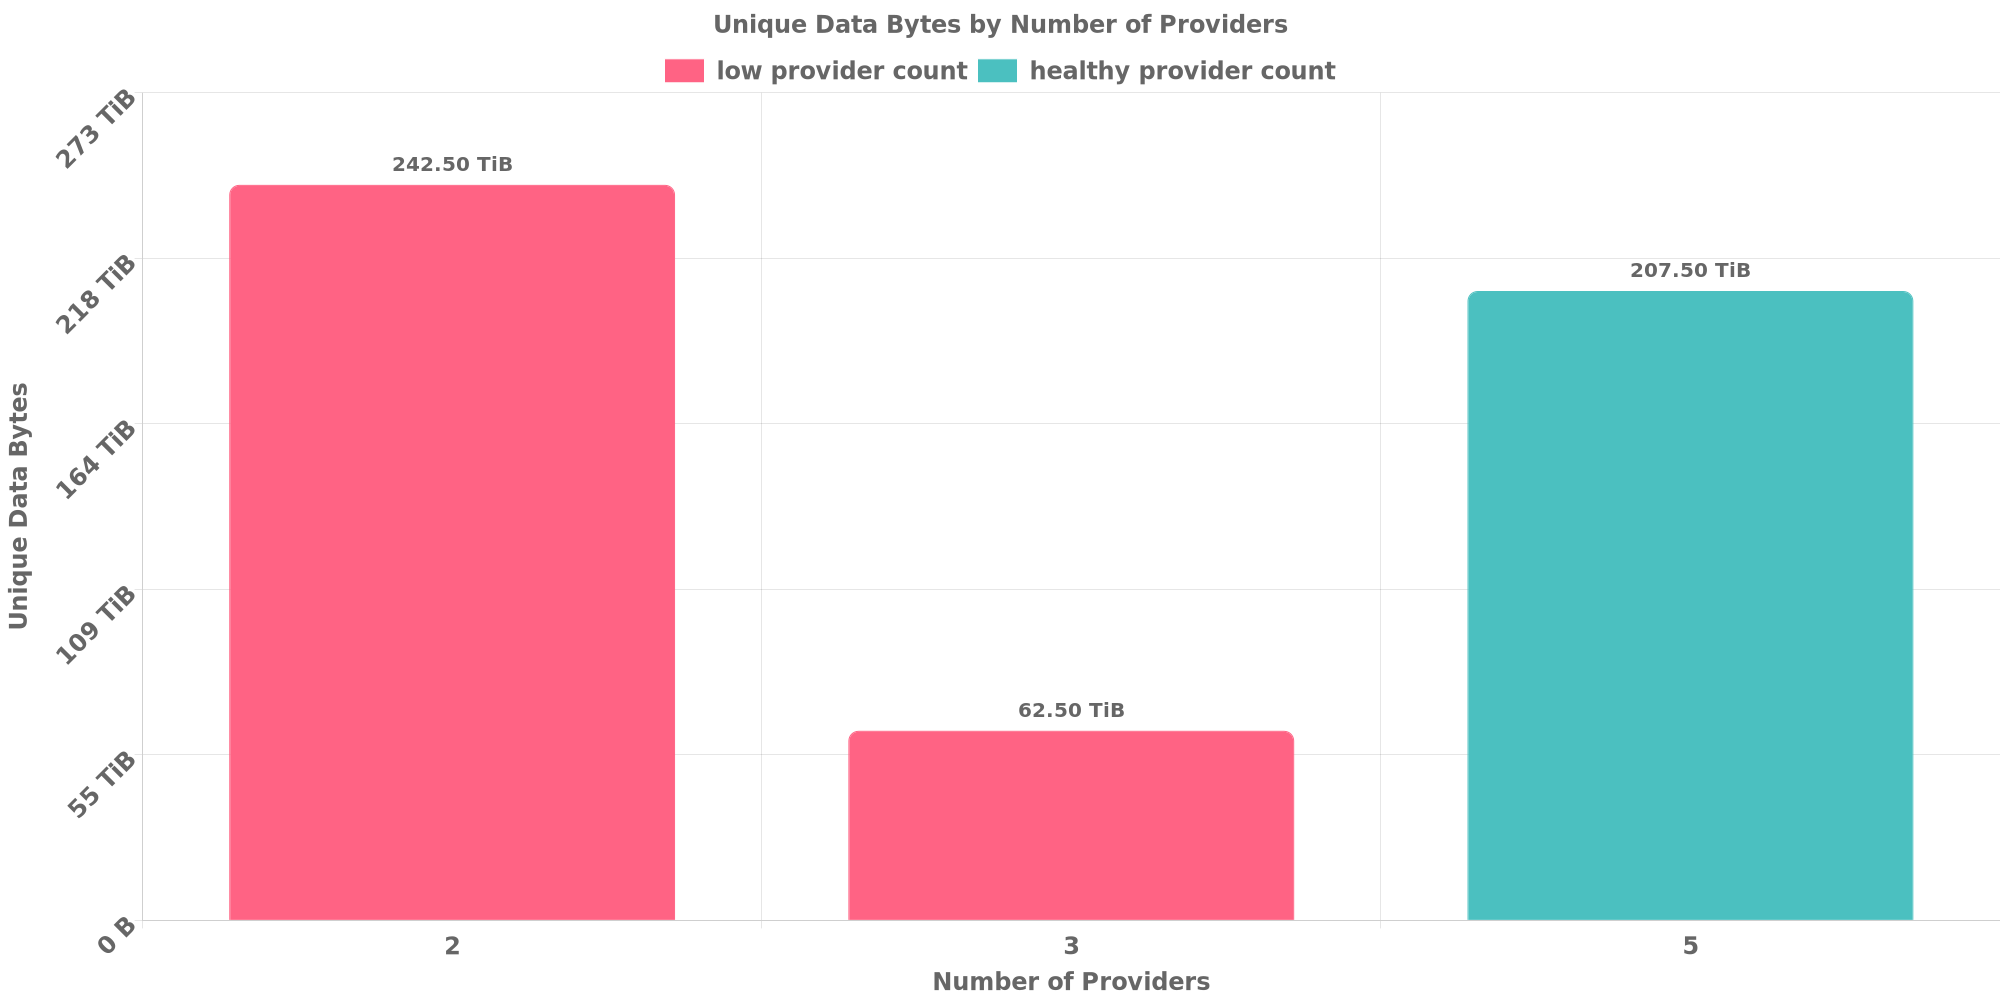 Unique Data Bytes by Number of Providers
low provider count healthy provider count
273 TiB
218 TiB
164 TiB
109 TiB
55 TiB
0 B
Unique Data Bytes
242.50 TiB
62.50 TiB
207.50 TiB
2 3 5
Number of Providers